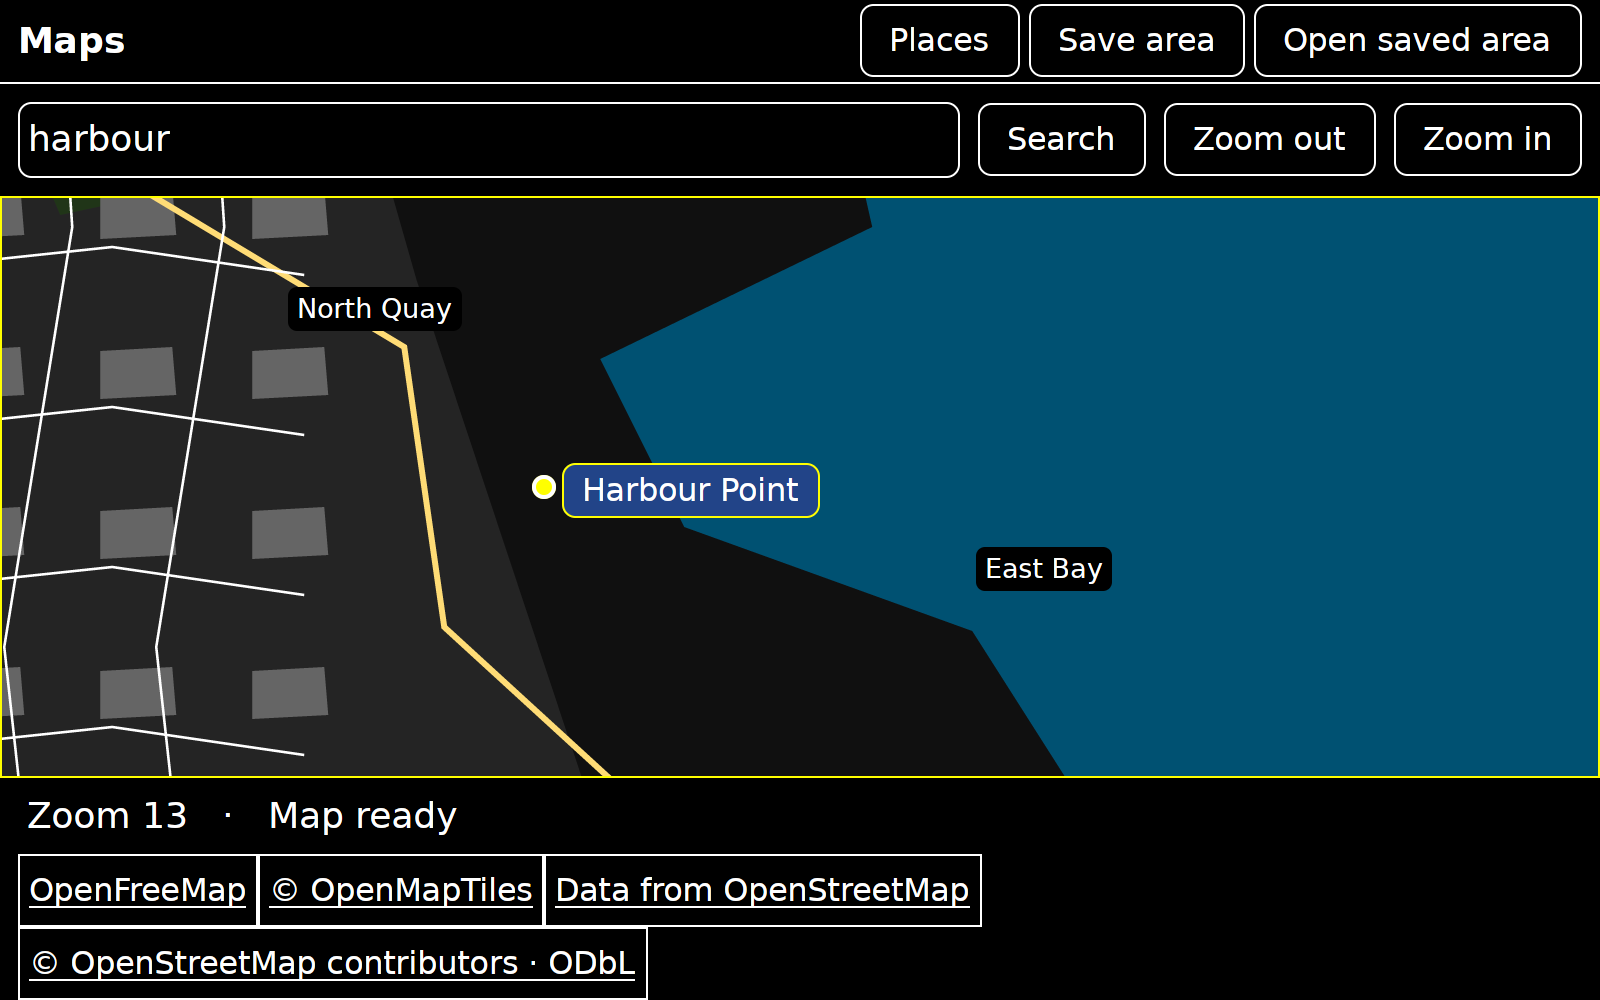 Maps
Places
Save area
Open saved area
harbour
Search
Zoom out
Zoom in
North Quay
Harbour Point
East Bay
Zoom 13 · Map ready
OpenFreeMap
© OpenMapTiles
Data from OpenStreetMap
© OpenStreetMap contributors · ODbL